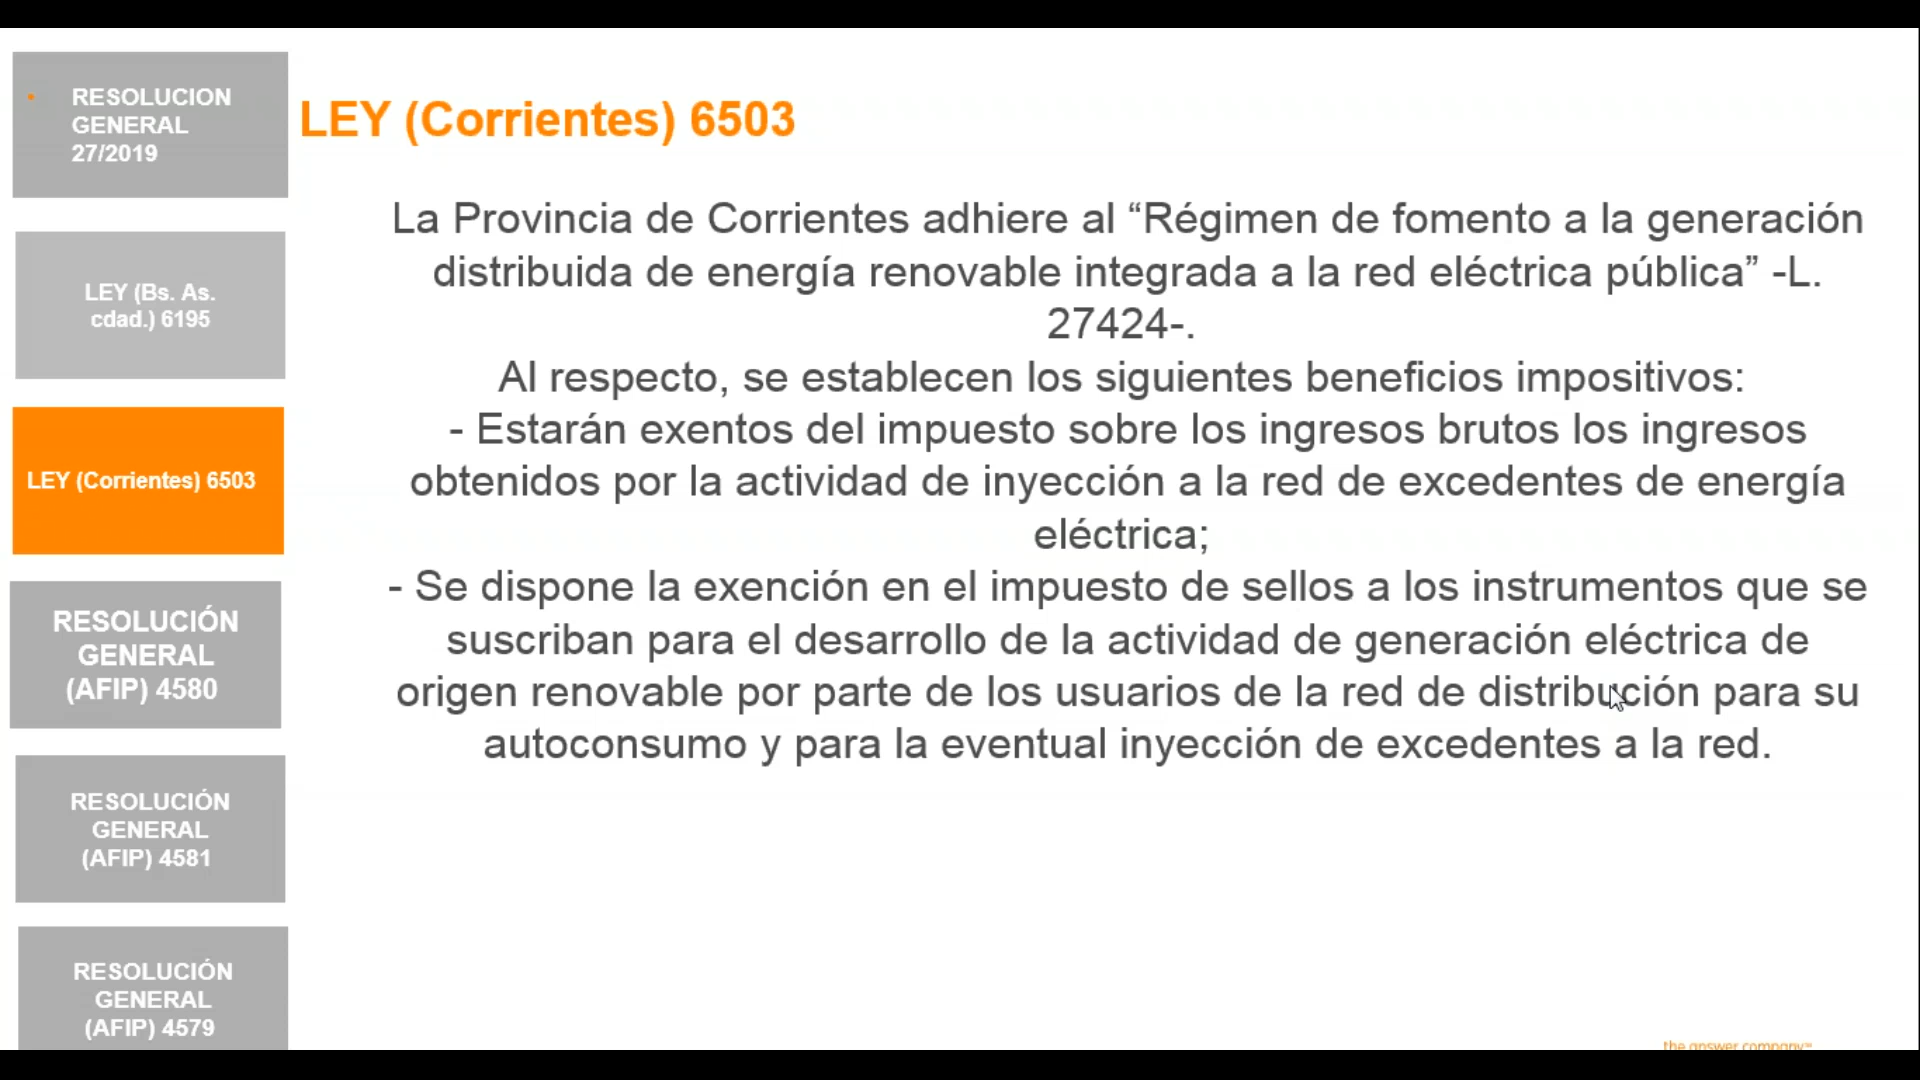 RESOLUCION
GENERAL
27/2019
LEY (Bs. As.
cdad.) 6195
LEY (Corrientes) 6503
RESOLUCIÓN
GENERAL
(AFIP) 4580
RESOLUCIÓN
GENERAL
(AFIP) 4581
RESOLUCIÓN
GENERAL
(AFIP) 4579
LEY (Corrientes) 6503
La Provincia de Corrientes adhiere al “Régimen de fomento a la generación
distribuida de energía renovable integrada a la red eléctrica pública” -L.
27424-.
Al respecto, se establecen los siguientes beneficios impositivos:
- Estarán exentos del impuesto sobre los ingresos brutos los ingresos
obtenidos por la actividad de inyección a la red de excedentes de energía
eléctrica;
- Se dispone la exención en el impuesto de sellos a los instrumentos que se
suscriban para el desarrollo de la actividad de generación eléctrica de
origen renovable por parte de los usuarios de la red de distribución para su
autoconsumo y para la eventual inyección de excedentes a la red.
the answer company™